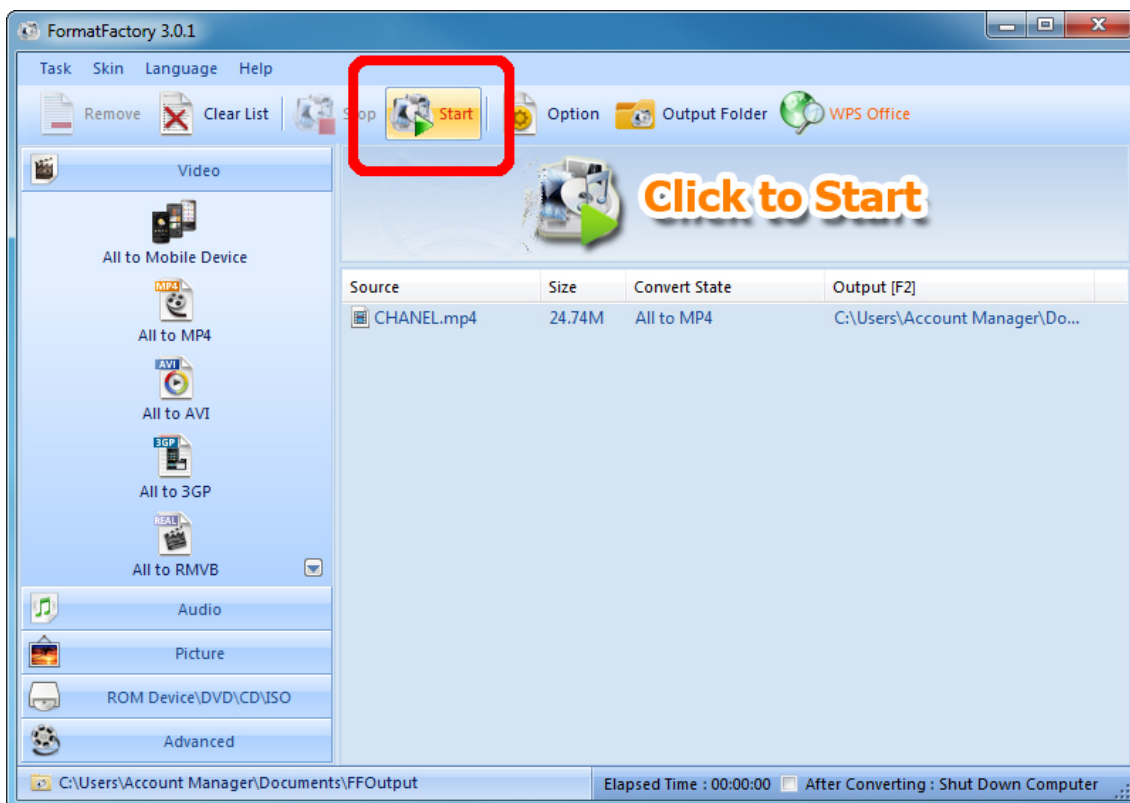 FormatFactory 3.0.1
Task Skin Language Help
Remove Clear List Stop Start Option Output Folder WPS Office
Video
Click to Start
All to Mobile Device
MP4
All to MP4
AVI
All to AVI
3GP
All to 3GP
REAL
All to RMVB
Audio
Picture
ROM Device\DVD\CD\ISO
Advanced
Source Size Convert State Output [F2]
CHANEL.mp4 24.74M All to MP4 C:\Users\Account Manager\Do...
C:\Users\Account Manager\Documents\FFOutput
Elapsed Time : 00:00:00 After Converting : Shut Down Computer